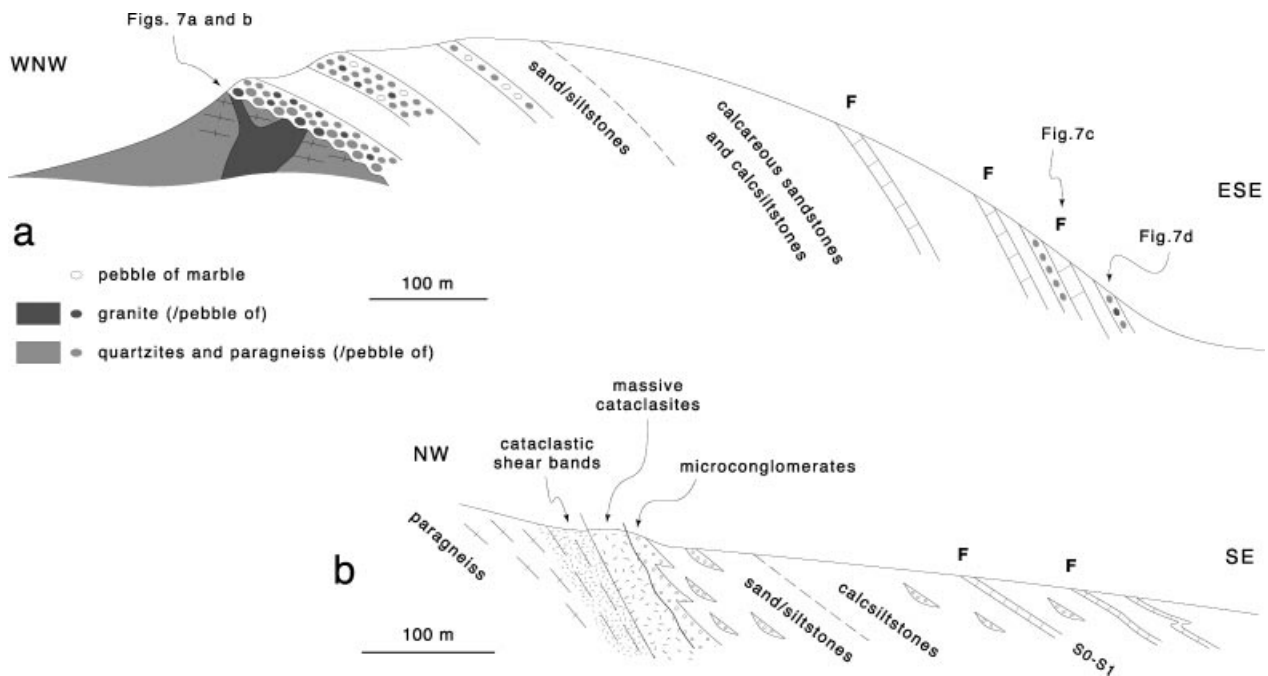 Figs. 7a and b
WNW
sand/siltstones
calcareous sandstones
and calcsiltstones
F
F
Fig.7c
F
ESE
Fig.7d
a
100 m
pebble of marble
granite (/pebble of)
quartzites and paragneiss (/pebble of)
massive
cataclasites
NW
cataclastic
shear bands
microconglomerates
paragneiss
b
sand/siltstones
calcsiltstones
F
F
SE
S0-S1
100 m